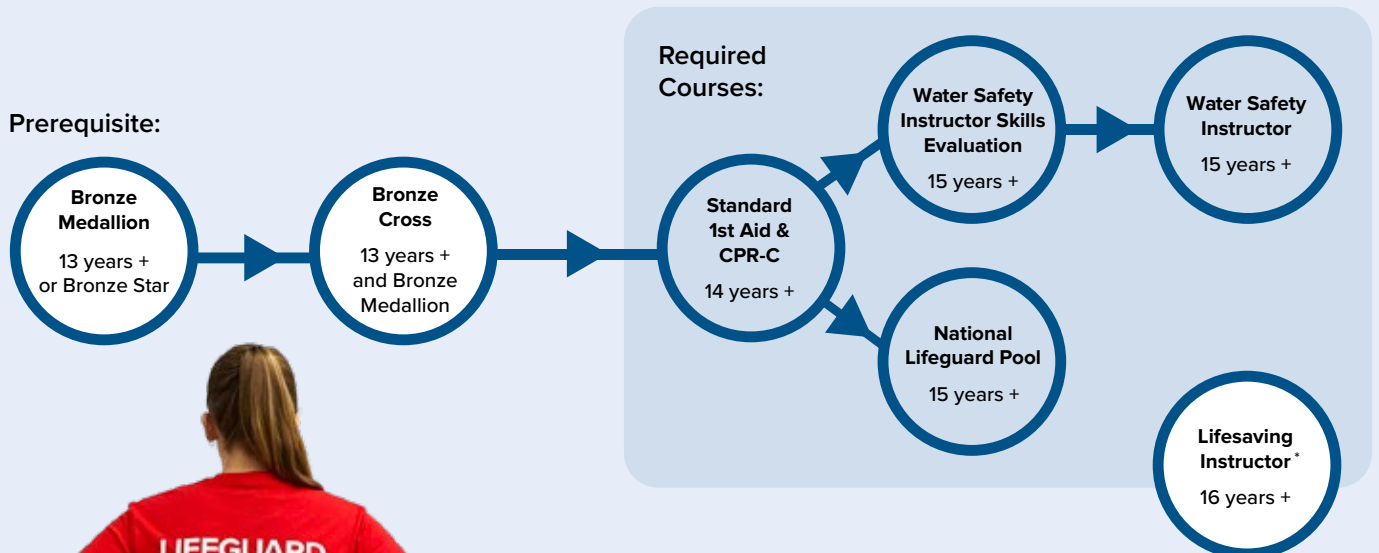 Prerequisite:
Bronze
Medallion
13 years +
or Bronze Star
Bronze
Cross
13 years +
and Bronze
Medallion
Required
Courses:
Standard
1st Aid &
CPR-C
14 years +
Water Safety
Instructor Skills
Evaluation
15 years +
Water Safety
Instructor
15 years +
National
Lifeguard Pool
15 years +
Lifesaving
Instructor *
16 years +
LIFEGUARD